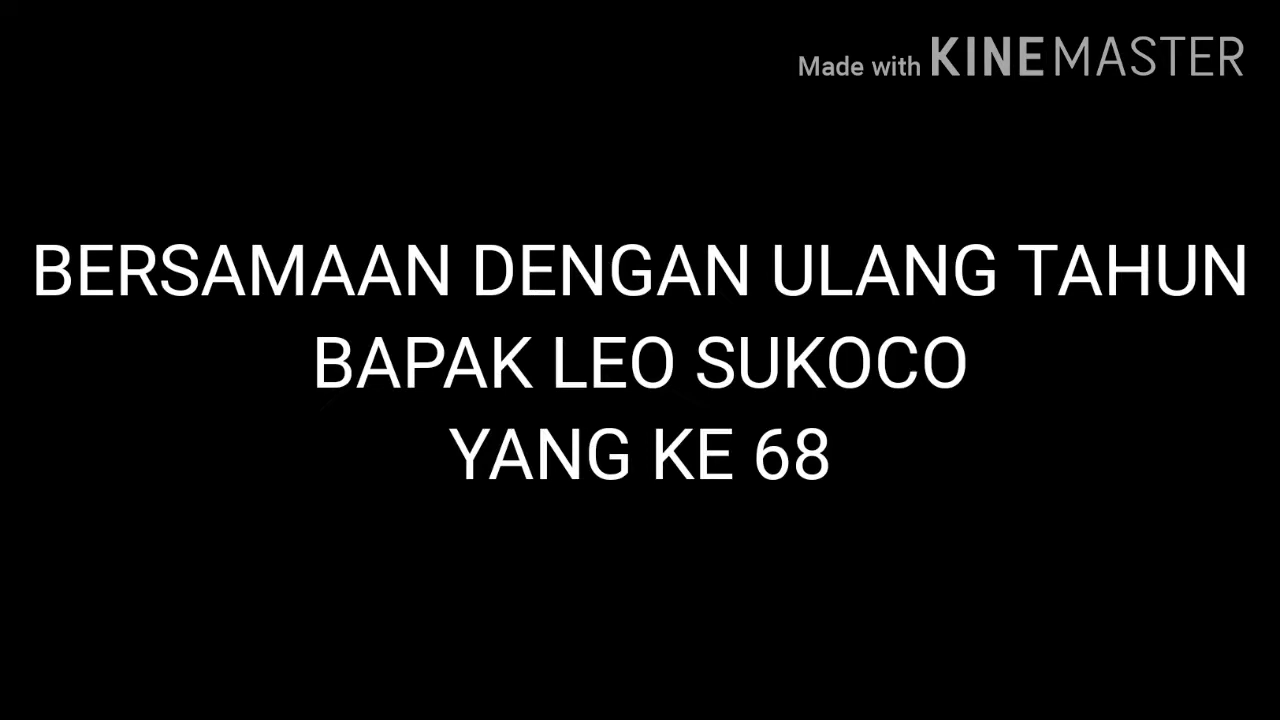 Made with KINEMASTER
BERSAMAAN DENGAN ULANG TAHUN
BAPAK LEO SUKOCO
YANG KE 68